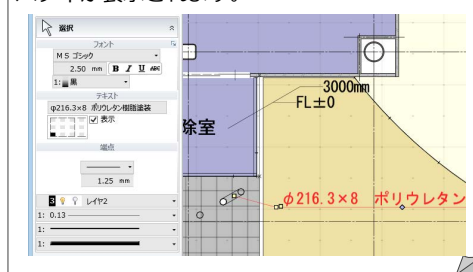 パネルが表示されます。
選択
フォント
MS ゴシック
2.50 mm B I U ABC
1: 黒
テキスト
φ216.3×8 ポリウレタン樹脂塗装
表示
端点
1.25 mm
3 レイヤ2
1: 0.13
1:
1:
3000mm
FL±0
除室
φ216.3×8 ポリウレタン